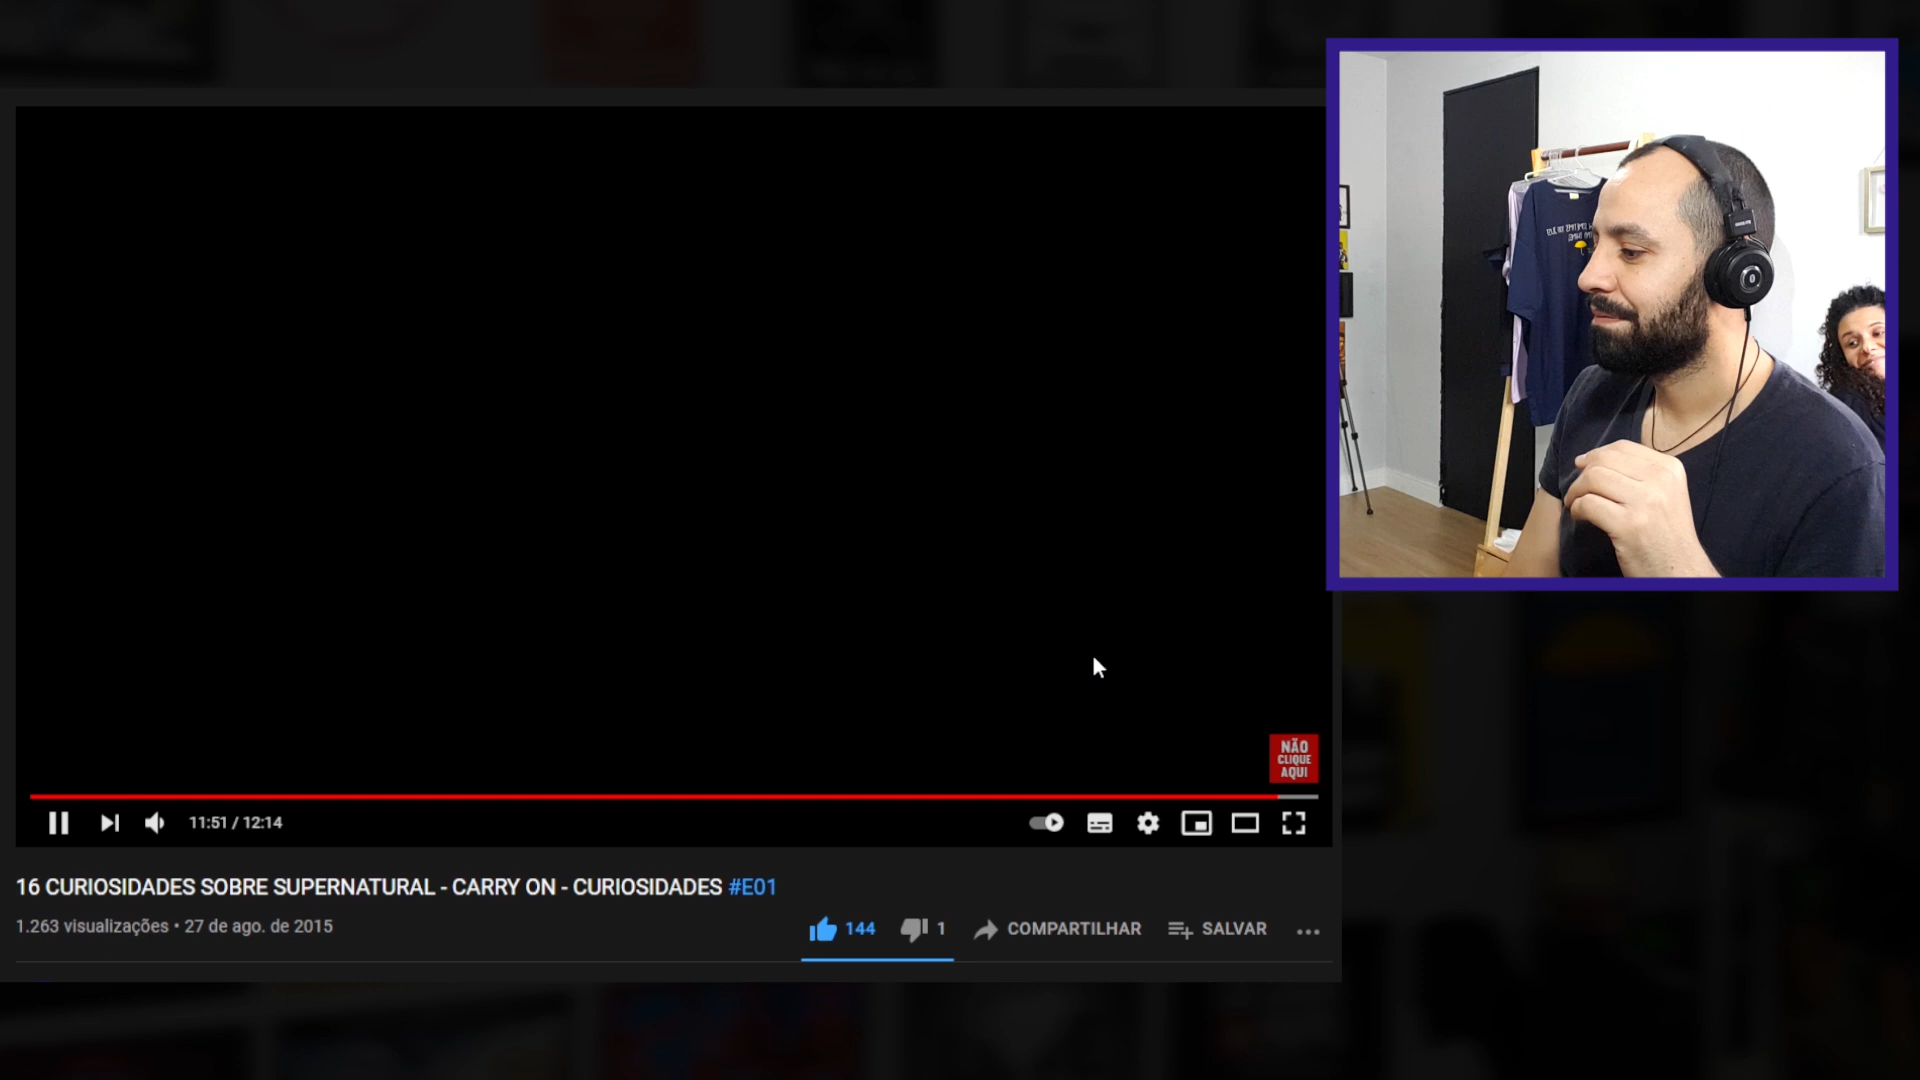 NÃO
CLIQUE
AQUI
11:51 / 12:14
16 CURIOSIDADES SOBRE SUPERNATURAL - CARRY ON - CURIOSIDADES #E01
1.263 visualizações • 27 de ago. de 2015
144
1
COMPARTILHAR
SALVAR